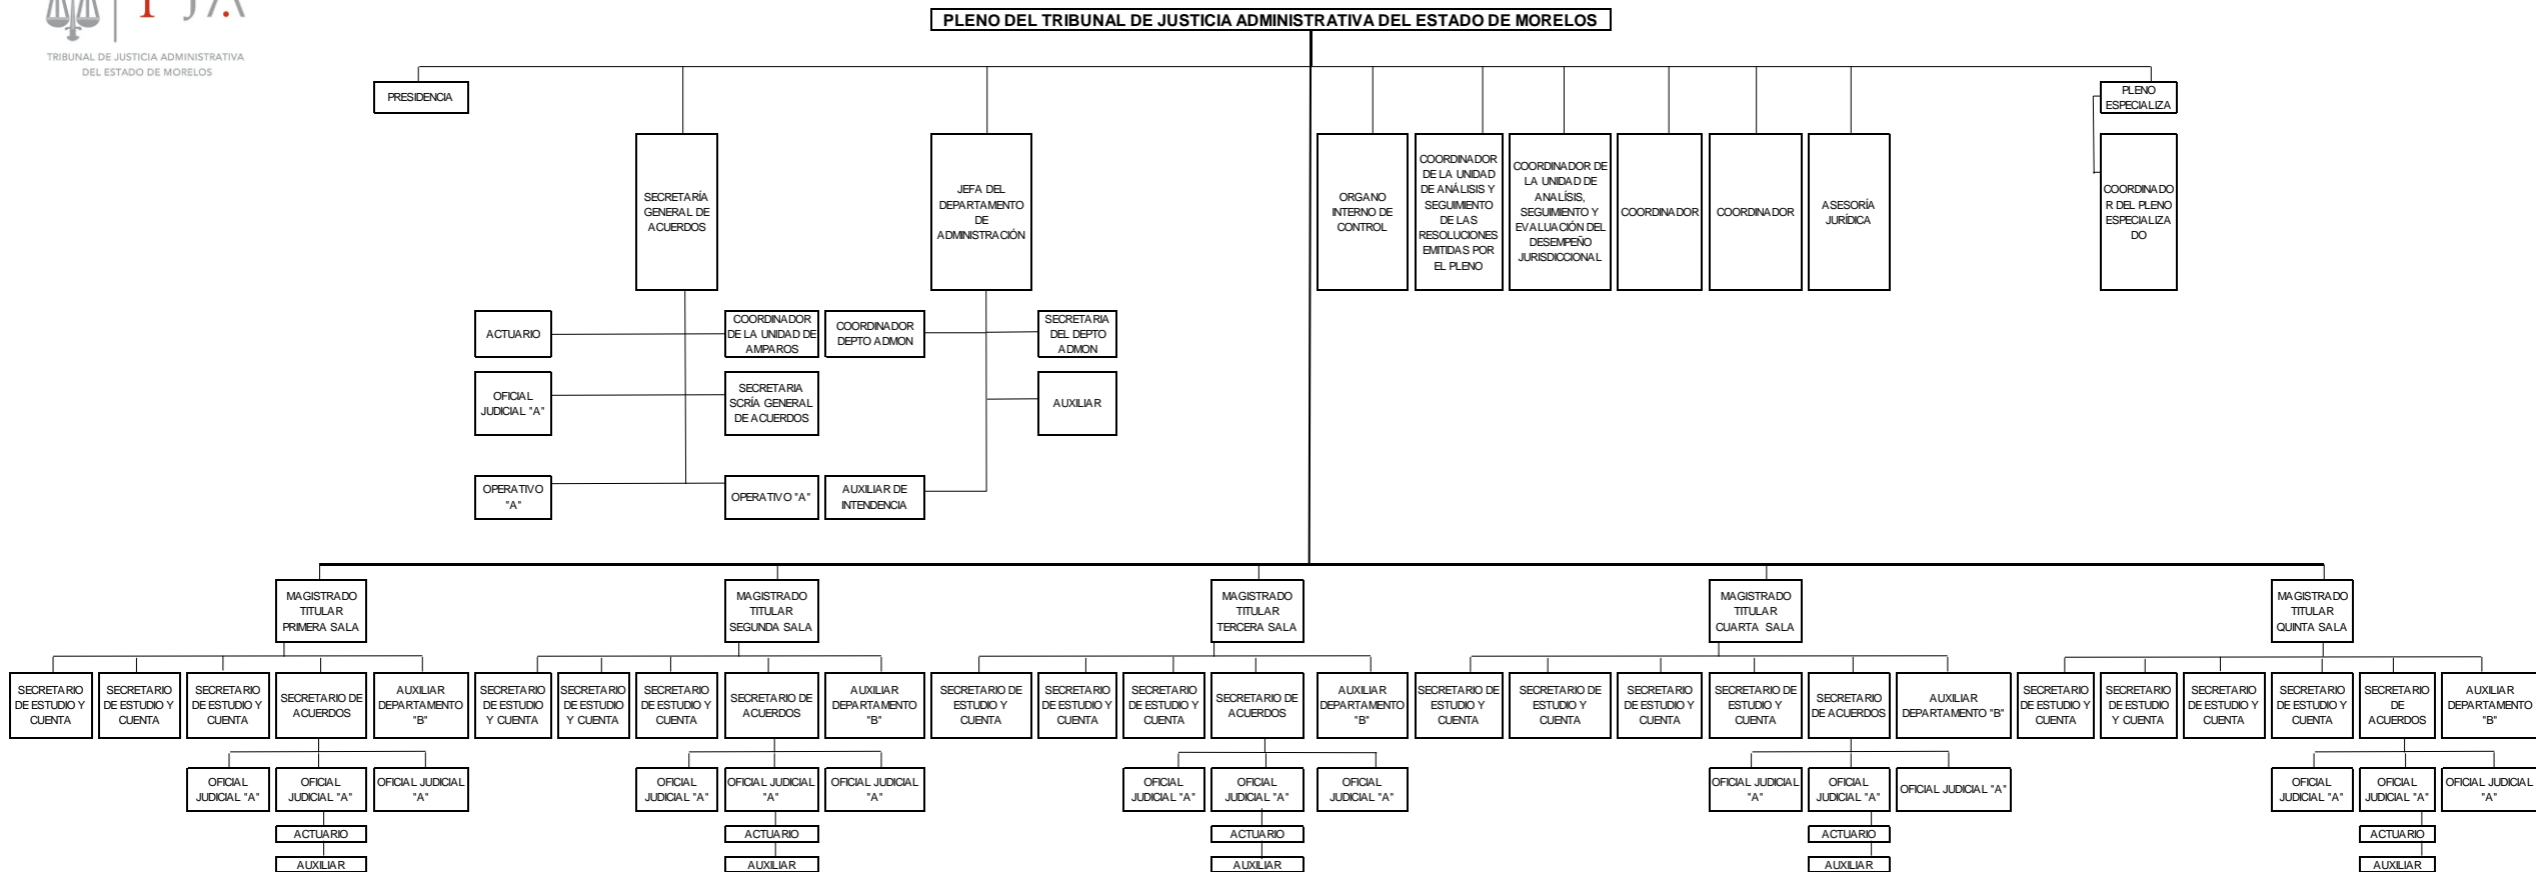 TJA
TRIBUNAL DE JUSTICIA ADMINISTRATIVA
DEL ESTADO DE MORELOS
PLENO DEL TRIBUNAL DE JUSTICIA ADMINISTRATIVA DEL ESTADO DE MORELOS
PRESIDENCIA
PLENO
ESPECIALIZA
SECRETARÍA
GENERAL DE
ACUERDOS
JEFA DEL
DEPARTAMENTO
DE
ADMINISTRACIÓN
ORGANO
INTERNO DE
CONTROL
COORDINADOR
DE LA UNIDAD
DE ANÁLISIS Y
SEGUIMIENTO
DE LAS
RESOLUCIONES
EMITIDAS POR
EL PLENO
COORDINADOR DE
LA UNIDAD DE
ANALÍSIS,
SEGUIMIENTO Y
EVALUACIÓN DEL
DESEMPEÑO
JURISDICCIONAL
COORDINADOR
COORDINADOR
ASESORÍA
JURÍDICA
COORDINADO
R DEL PLENO
ESPECIALIZA
DO
ACTUARIO
COORDINADOR
DE LA UNIDAD DE
AMPAROS
COORDINADOR
DEPTO ADMON
SECRETARIA
DEL DEPTO
ADMON
OFICIAL
JUDICIAL "A"
SECRETARIA
SCRÍA GENERAL
DE ACUERDOS
AUXILIAR
OPERATIVO
"A"
OPERATIVO "A"
AUXILIAR DE
INTENDENCIA
MAGISTRADO
TITULAR
PRIMERA SALA
MAGISTRADO
TITULAR
SEGUNDA SALA
MAGISTRADO
TITULAR
TERCERA SALA
MAGISTRADO
TITULAR
CUARTA SALA
MAGISTRADO
TITULAR
QUINTA SALA
SECRETARIO
DE ESTUDIO Y
CUENTA
SECRETARIO
DE ESTUDIO Y
CUENTA
SECRETARIO
DE ESTUDIO Y
CUENTA
SECRETARIO DE
ACUERDOS
AUXILIAR
DEPARTAMENTO
"B"
SECRETARIO
DE ESTUDIO
Y CUENTA
SECRETARIO
DE ESTUDIO
Y CUENTA
SECRETARIO
DE ESTUDIO Y
CUENTA
SECRETARIO DE
ACUERDOS
AUXILIAR
DEPARTAMENTO
"B"
SECRETARIO DE
ESTUDIO Y
CUENTA
SECRETARIO
DE ESTUDIO Y
CUENTA
SECRETARIO
DE ESTUDIO Y
CUENTA
SECRETARIO DE
ACUERDOS
AUXILIAR
DEPARTAMENTO
"B"
SECRETARIO DE
ESTUDIO Y
CUENTA
SECRETARIO DE
ESTUDIO Y
CUENTA
SECRETARIO
DE ESTUDIO Y
CUENTA
SECRETARIO DE
ESTUDIO Y
CUENTA
SECRETARIO
DE ACUERDOS
AUXILIAR
DEPARTAMENTO "B"
SECRETARIO
DE ESTUDIO Y
CUENTA
SECRETARIO
DE ESTUDIO
Y CUENTA
SECRETARIO
DE ESTUDIO Y
CUENTA
SECRETARIO
DE ESTUDIO Y
CUENTA
SECRETARIO
DE
ACUERDOS
AUXILIAR
DEPARTAMENTO
"B"
OFICIAL
JUDICIAL "A"
OFICIAL
JUDICIAL "A"
OFICIAL JUDICIAL
"A"
OFICIAL
JUDICIAL "A"
OFICIAL JUDICIAL
"A"
OFICIAL JUDICIAL
"A"
OFICIAL
JUDICIAL "A"
OFICIAL
JUDICIAL "A"
OFICIAL
JUDICIAL "A"
OFICIAL JUDICIAL
"A"
OFICIAL
JUDICIAL "A"
OFICIAL JUDICIAL "A"
OFICIAL
JUDICIAL "A"
OFICIAL
JUDICIAL "A"
OFICIAL JUDICIAL
"A"
ACTUARIO
ACTUARIO
ACTUARIO
ACTUARIO
ACTUARIO
AUXILIAR
AUXILIAR
AUXILIAR
AUXILIAR
AUXILIAR